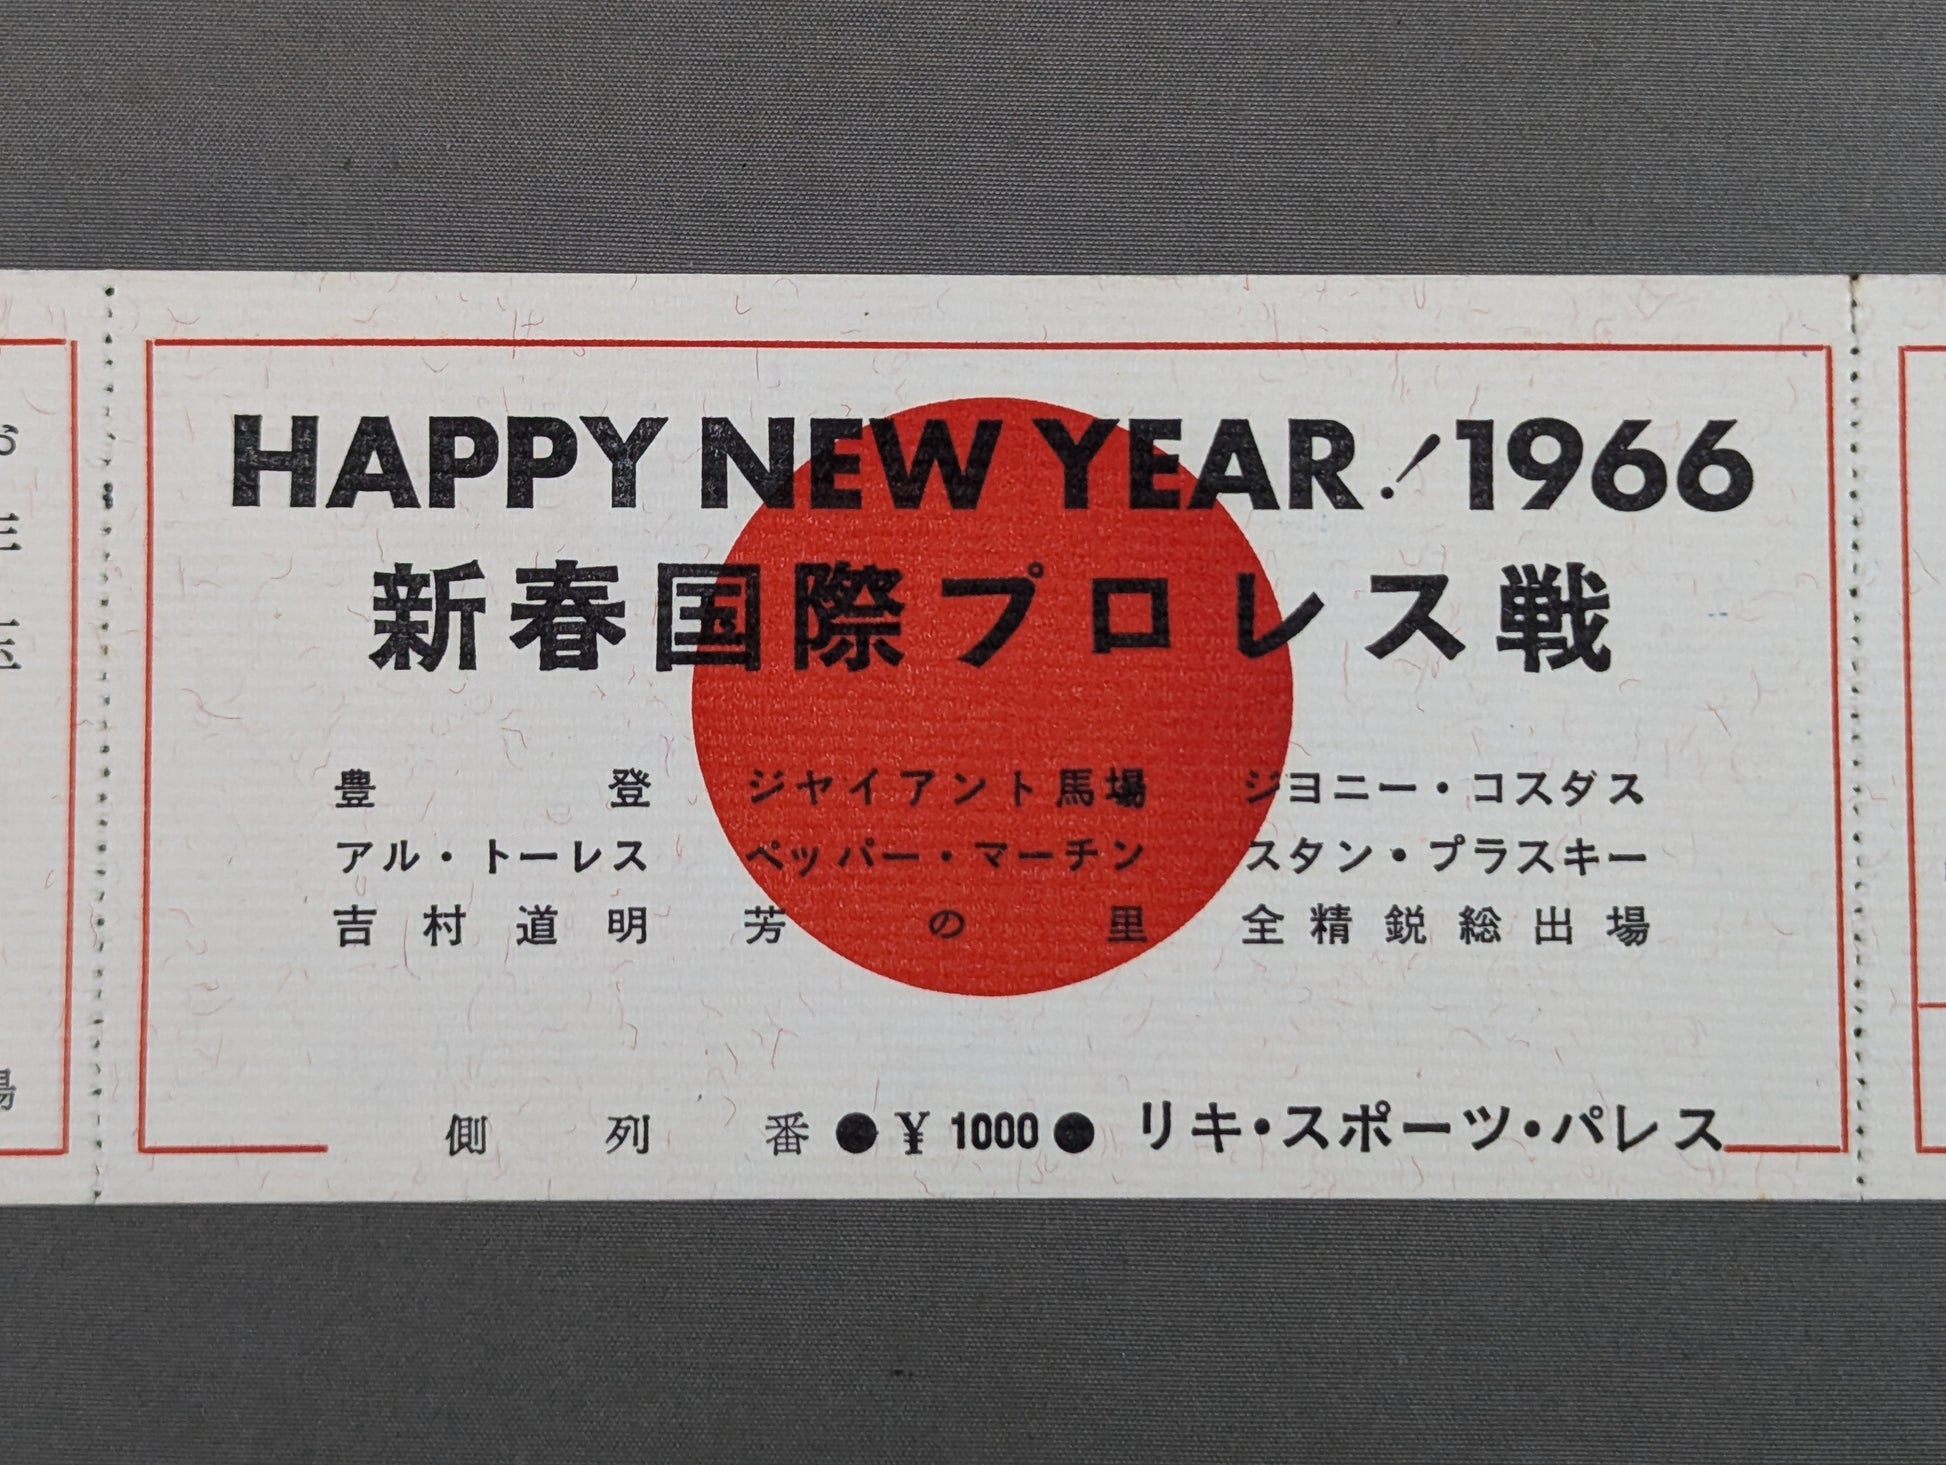 HAPPY NEW YEAR!1966
新春国際プロレス戦
豊登 ジヤイアント馬場 ジヨニー・コスダス
アル・トーレス ペッパー・マーチン スタン・プラスキー
吉村道明 芳の里 全精鋭総出場
側 列 番●¥1000●リキ・スポーツ・パレス